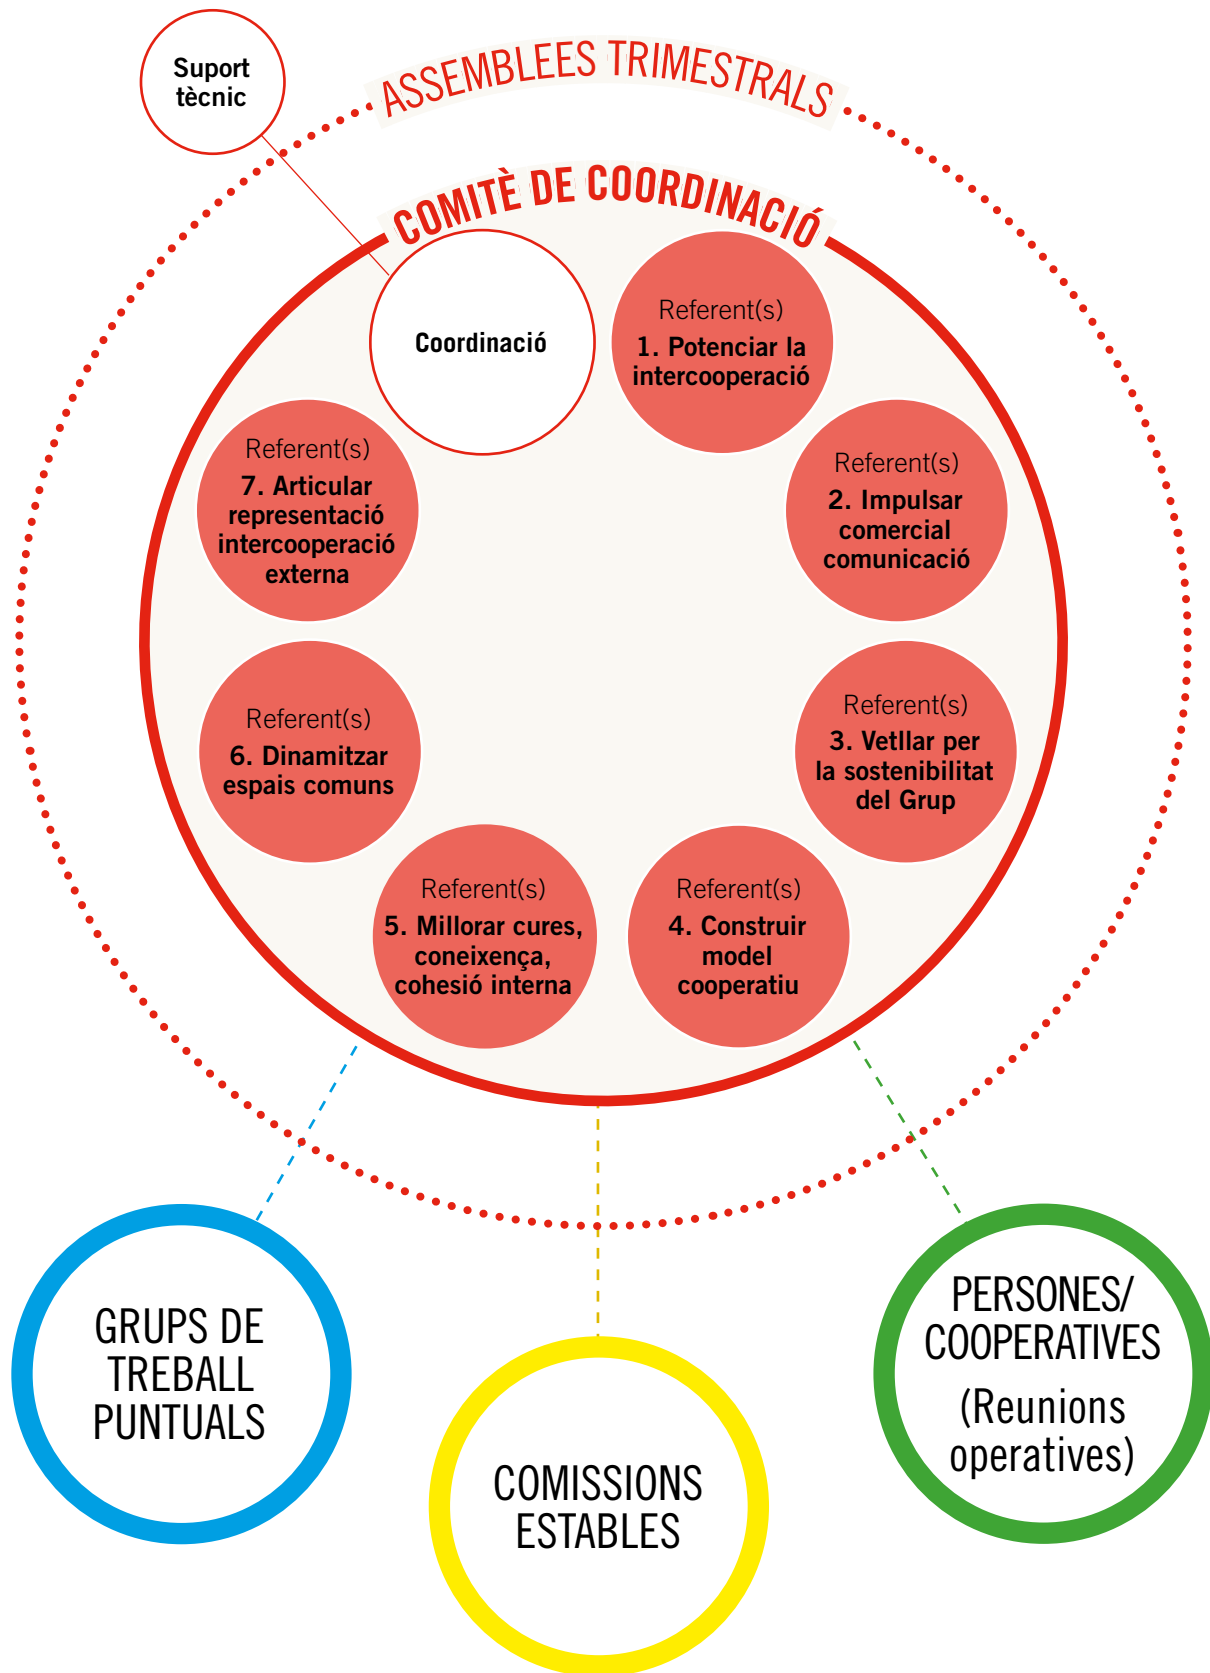 Suport
tècnic
ASSEMBLEES TRIMESTRALS
COMITÈ DE COORDINACIÓ
Coordinació
Referent(s)
1. Potenciar la
intercooperació
Referent(s)
2. Impulsar
comercial
comunicació
Referent(s)
3. Vetllar per
la sostenibilitat
del Grup
Referent(s)
4. Construir
model
cooperatiu
Referent(s)
5. Millorar cures,
coneixença,
cohesió interna
Referent(s)
6. Dinamitzar
espais comuns
Referent(s)
7. Articular
representació
intercooperació
externa
GRUPS DE
TREBALL
PUNTUALS
COMISSIONS
ESTABLES
PERSONES/
COOPERATIVES
(Reunions
operatives)